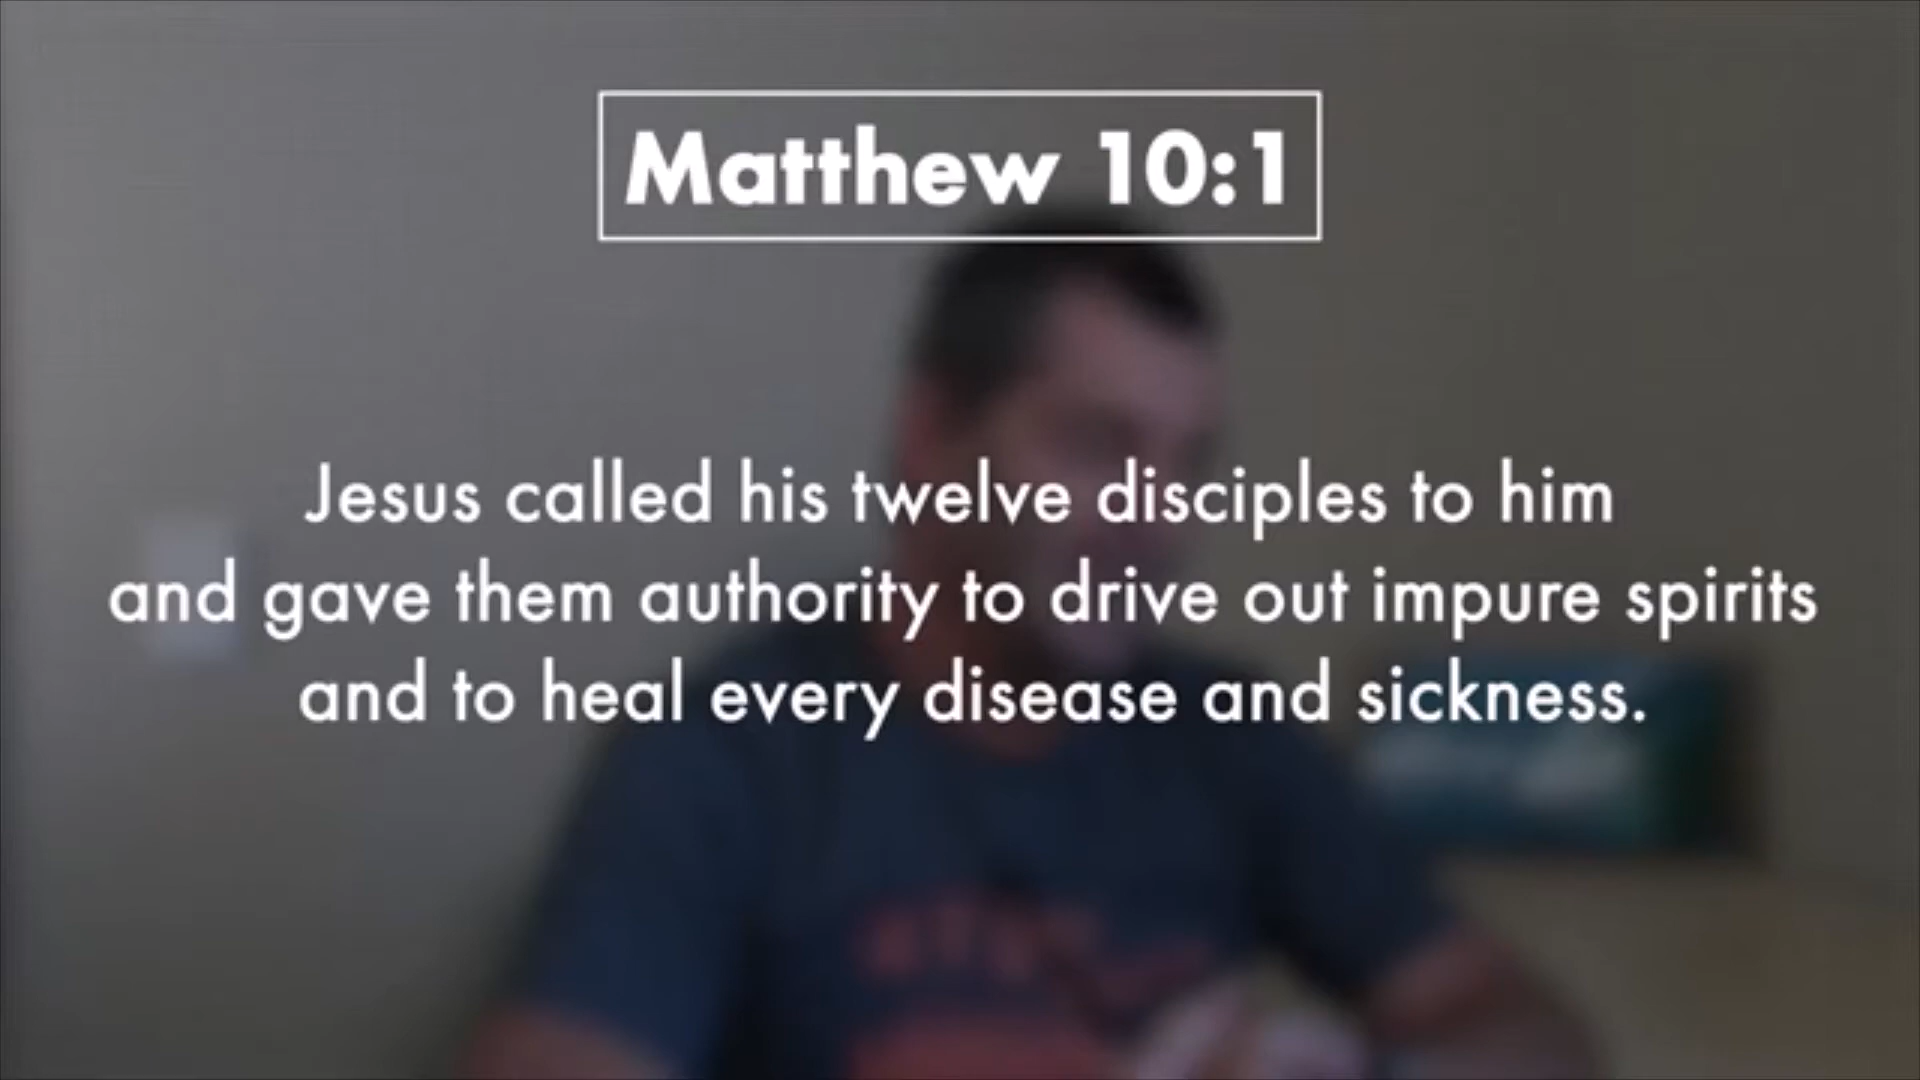 Matthew 10:1
Jesus called his twelve disciples to him
and gave them authority to drive out impure spirits
and to heal every disease and sickness.